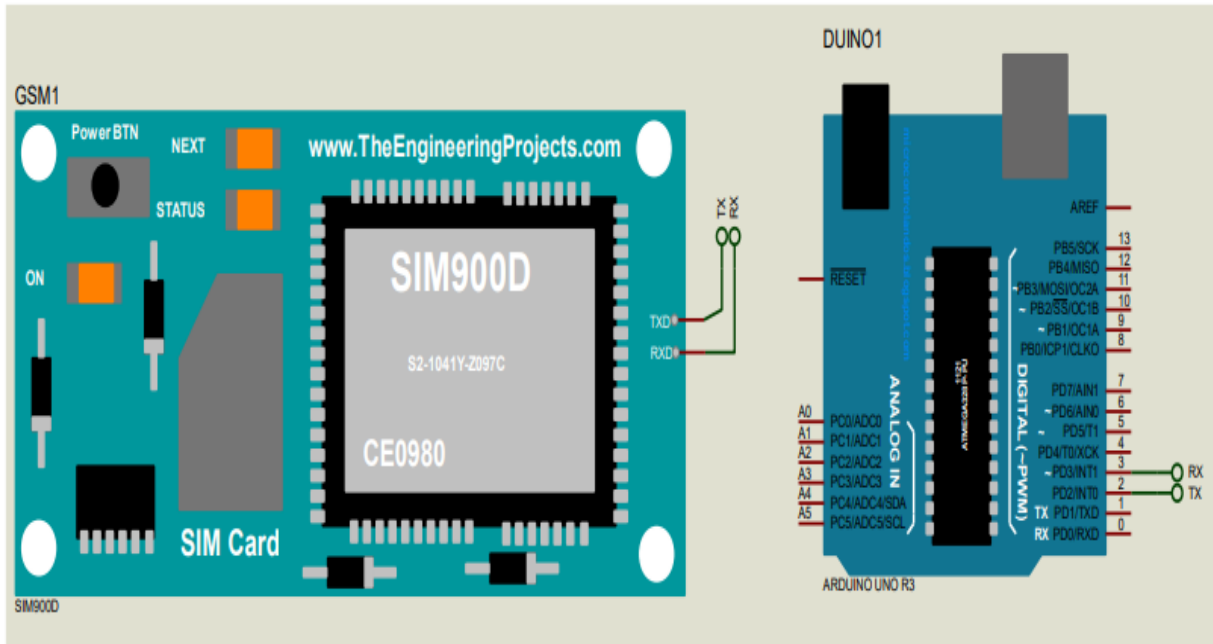 GSM1
Power BTN
NEXT
www.TheEngineeringProjects.com
STATUS
ON
SIM900D
S2-1041Y-Z097C
CE0980
SIM Card
TXD
RXD
TX
RX
SIM900D
DUINO1
RESET
AREF
PB5/SCK 13
PB4/MISO 12
~PB3/MOSI/OC2A 11
~ PB2/SS/OC1B 10
~ PB1/OC1A 9
PB0/ICP1/CLKO 8
PD7/AIN1 7
~ PD6/AIN0 6
~ PD5/T1 5
PD4/T0/XCK 4
~ PD3/INT1 3
PD2/INT0 2
TX PD1/TXD 1
RX PD0/RXD 0
RX
TX
A0 PC0/ADC0
A1 PC1/ADC1
A2 PC2/ADC2
A3 PC3/ADC3
A4 PC4/ADC4/SDA
A5 PC5/ADC5/SCL
ANALOG IN
1121
ATMEGA328P-PU
DIGITAL (~PWM)
ARDUINO UNO R3